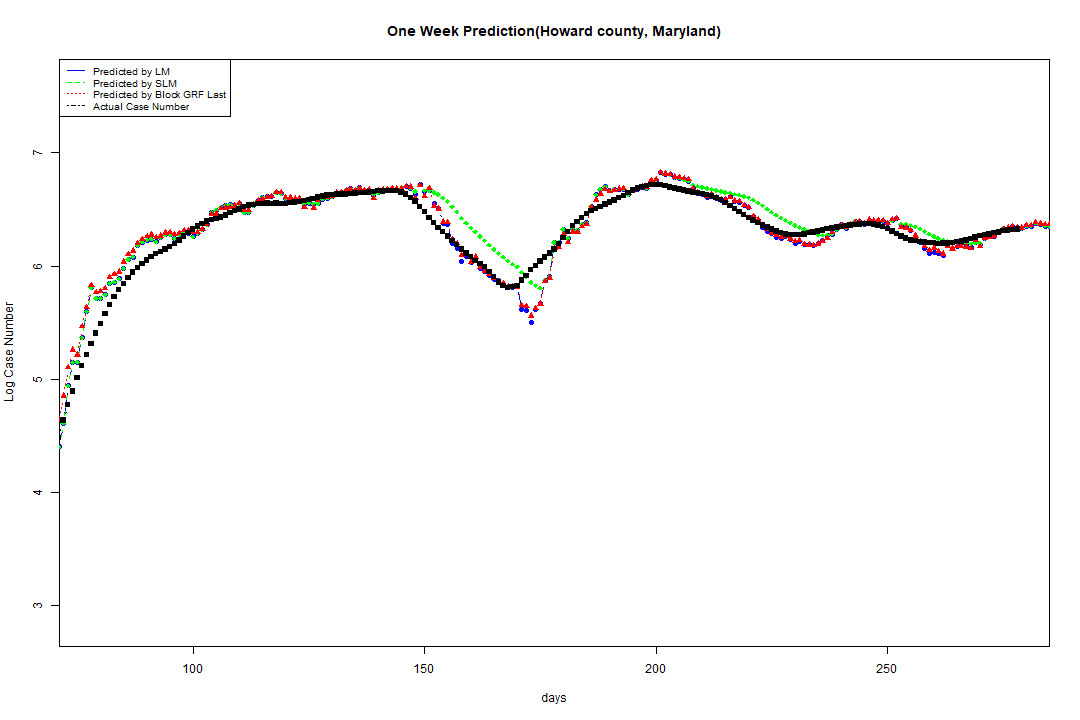 One Week Prediction(Howard county, Maryland)
Predicted by LM
Predicted by SLM
Predicted by Block GRF Last
Actual Case Number
7
6
5
4
3
Log Case Number
100
150
200
250
days